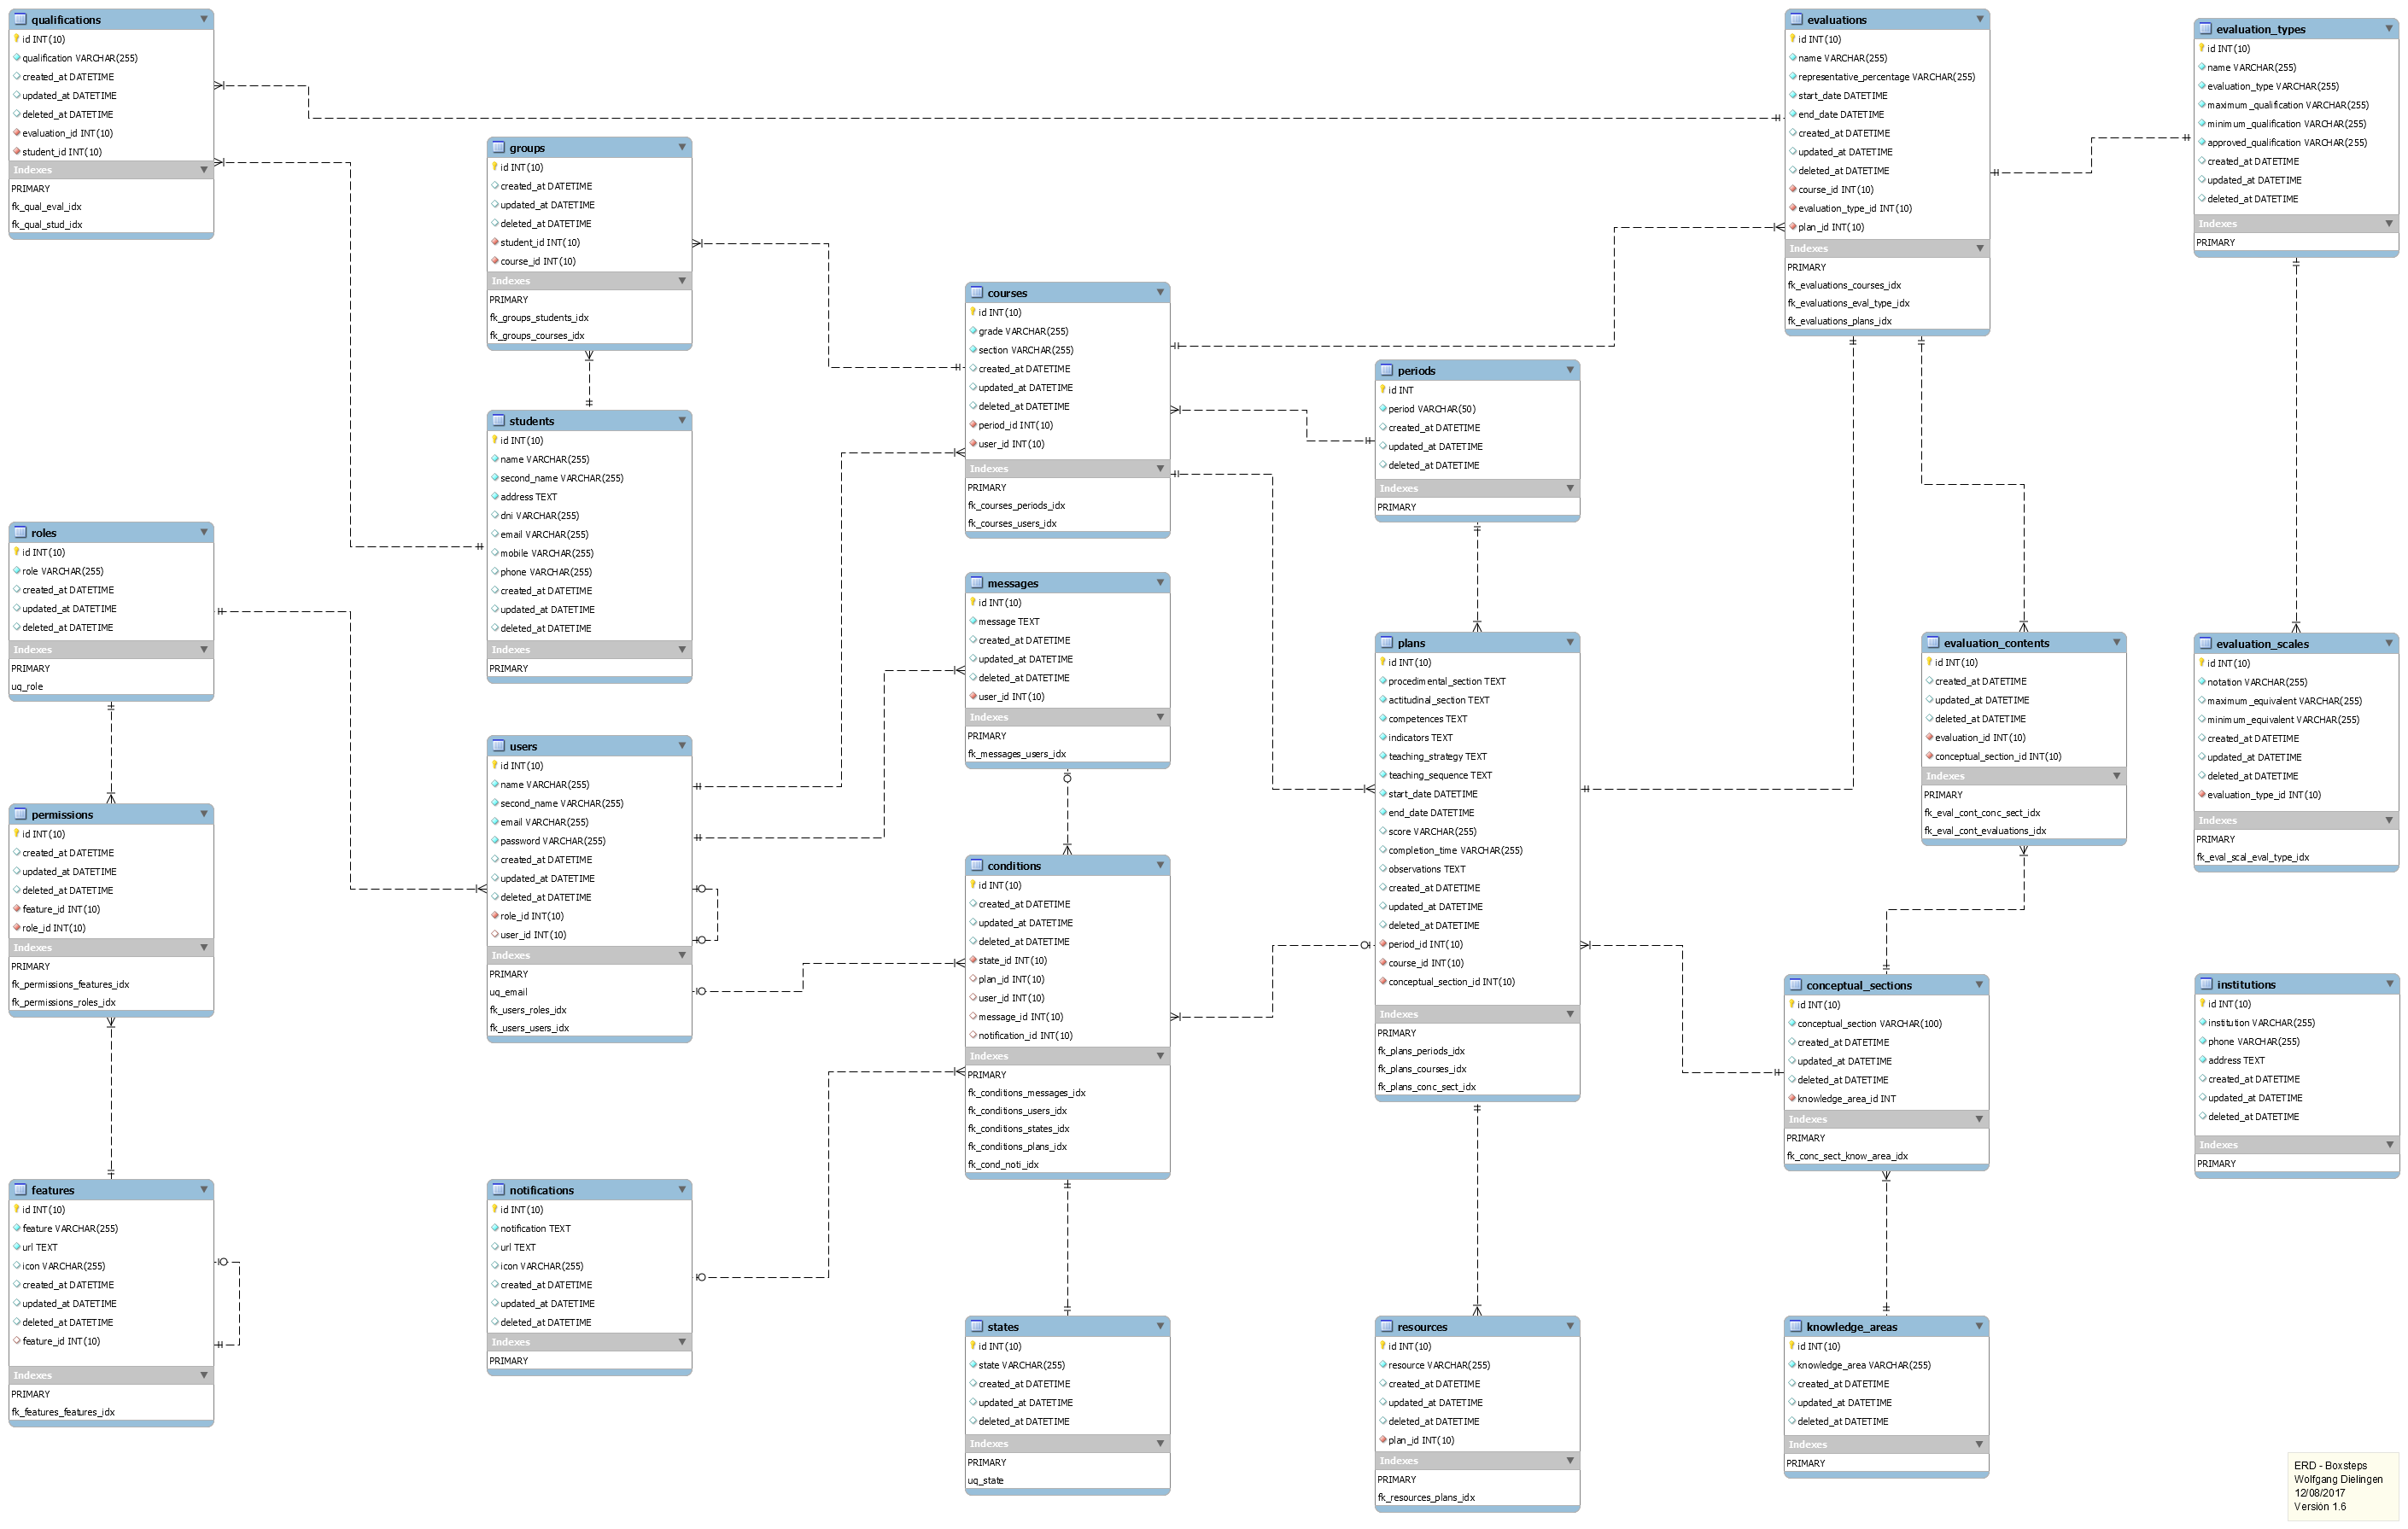 qualifications
id INT(10)
qualification VARCHAR(255)
created_at DATETIME
updated_at DATETIME
deleted_at DATETIME
evaluation_id INT(10)
student_id INT(10)
Indexes
PRIMARY
fk_qual_eval_idx
fk_qual_stud_idx
groups
id INT(10)
created_at DATETIME
updated_at DATETIME
deleted_at DATETIME
student_id INT(10)
course_id INT(10)
Indexes
PRIMARY
fk_groups_students_idx
fk_groups_courses_idx
evaluations
id INT(10)
name VARCHAR(255)
representative_percentage VARCHAR(255)
start_date DATETIME
end_date DATETIME
created_at DATETIME
updated_at DATETIME
deleted_at DATETIME
course_id INT(10)
evaluation_type_id INT(10)
plan_id INT(10)
Indexes
PRIMARY
fk_evaluations_courses_idx
fk_evaluations_eval_type_idx
fk_evaluations_plans_idx
evaluation_types
id INT(10)
name VARCHAR(255)
evaluation_type VARCHAR(255)
maximum_qualification VARCHAR(255)
minimum_qualification VARCHAR(255)
approved_qualification VARCHAR(255)
created_at DATETIME
updated_at DATETIME
deleted_at DATETIME
Indexes
PRIMARY
courses
id INT(10)
grade VARCHAR(255)
section VARCHAR(255)
created_at DATETIME
updated_at DATETIME
deleted_at DATETIME
period_id INT(10)
user_id INT(10)
Indexes
PRIMARY
fk_courses_periods_idx
fk_courses_users_idx
periods
id INT
period VARCHAR(50)
created_at DATETIME
updated_at DATETIME
deleted_at DATETIME
Indexes
PRIMARY
students
id INT(10)
name VARCHAR(255)
second_name VARCHAR(255)
address TEXT
dni VARCHAR(255)
email VARCHAR(255)
mobile VARCHAR(255)
phone VARCHAR(255)
created_at DATETIME
updated_at DATETIME
deleted_at DATETIME
Indexes
PRIMARY
roles
id INT(10)
role VARCHAR(255)
created_at DATETIME
updated_at DATETIME
deleted_at DATETIME
Indexes
PRIMARY
uq_role
messages
id INT(10)
message TEXT
created_at DATETIME
updated_at DATETIME
deleted_at DATETIME
user_id INT(10)
Indexes
PRIMARY
fk_messages_users_idx
plans
id INT(10)
procedimental_section TEXT
actitudinal_section TEXT
competences TEXT
indicators TEXT
teaching_strategy TEXT
teaching_sequence TEXT
start_date DATETIME
end_date DATETIME
score VARCHAR(255)
completion_time VARCHAR(255)
observations TEXT
created_at DATETIME
updated_at DATETIME
deleted_at DATETIME
period_id INT(10)
course_id INT(10)
conceptual_section_id INT(10)
Indexes
PRIMARY
fk_plans_periods_idx
fk_plans_courses_idx
fk_plans_conc_sect_idx
evaluation_contents
id INT(10)
created_at DATETIME
updated_at DATETIME
deleted_at DATETIME
evaluation_id INT(10)
conceptual_section_id INT(10)
Indexes
PRIMARY
fk_eval_cont_conc_sect_idx
fk_eval_cont_evaluations_idx
evaluation_scales
id INT(10)
notation VARCHAR(255)
maximum_equivalent VARCHAR(255)
minimum_equivalent VARCHAR(255)
created_at DATETIME
updated_at DATETIME
deleted_at DATETIME
evaluation_type_id INT(10)
Indexes
PRIMARY
fk_eval_scal_eval_type_idx
users
id INT(10)
name VARCHAR(255)
second_name VARCHAR(255)
email VARCHAR(255)
password VARCHAR(255)
created_at DATETIME
updated_at DATETIME
deleted_at DATETIME
role_id INT(10)
user_id INT(10)
Indexes
PRIMARY
uq_email
fk_users_roles_idx
fk_users_users_idx
permissions
id INT(10)
created_at DATETIME
updated_at DATETIME
deleted_at DATETIME
feature_id INT(10)
role_id INT(10)
Indexes
PRIMARY
fk_permissions_features_idx
fk_permissions_roles_idx
conditions
id INT(10)
created_at DATETIME
updated_at DATETIME
deleted_at DATETIME
state_id INT(10)
plan_id INT(10)
user_id INT(10)
message_id INT(10)
notification_id INT(10)
Indexes
PRIMARY
fk_conditions_messages_idx
fk_conditions_users_idx
fk_conditions_states_idx
fk_conditions_plans_idx
fk_cond_noti_idx
conceptual_sections
id INT(10)
conceptual_section VARCHAR(100)
created_at DATETIME
updated_at DATETIME
deleted_at DATETIME
knowledge_area_id INT
Indexes
PRIMARY
fk_conc_sect_know_area_idx
institutions
id INT(10)
institution VARCHAR(255)
phone VARCHAR(255)
address TEXT
created_at DATETIME
updated_at DATETIME
deleted_at DATETIME
Indexes
PRIMARY
features
id INT(10)
feature VARCHAR(255)
url TEXT
icon VARCHAR(255)
created_at DATETIME
updated_at DATETIME
deleted_at DATETIME
feature_id INT(10)
Indexes
PRIMARY
fk_features_features_idx
notifications
id INT(10)
notification TEXT
url TEXT
icon VARCHAR(255)
created_at DATETIME
updated_at DATETIME
deleted_at DATETIME
Indexes
PRIMARY
states
id INT(10)
state VARCHAR(255)
created_at DATETIME
updated_at DATETIME
deleted_at DATETIME
Indexes
PRIMARY
uq_state
resources
id INT(10)
resource VARCHAR(255)
created_at DATETIME
updated_at DATETIME
deleted_at DATETIME
plan_id INT(10)
Indexes
PRIMARY
fk_resources_plans_idx
knowledge_areas
id INT(10)
knowledge_area VARCHAR(255)
created_at DATETIME
updated_at DATETIME
deleted_at DATETIME
Indexes
PRIMARY
ERD - Boxsteps
Wolfgang Dielingen
12/08/2017
Versión 1.6